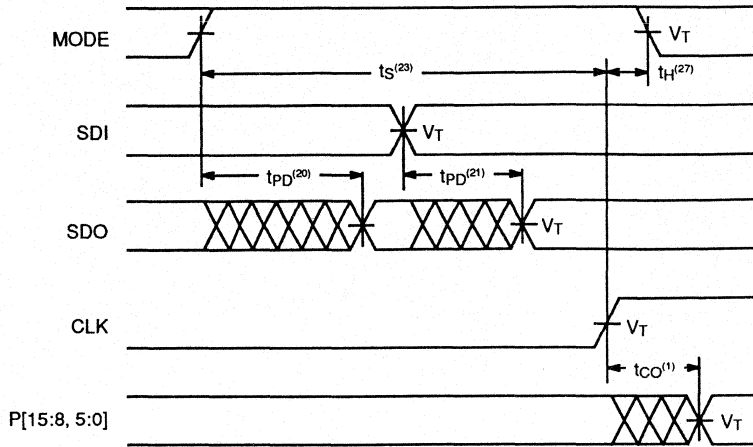 MODE
V_T
t_S(23)
t_H(27)
SDI
V_T
t_PD(20)
t_PD(21)
SDO
V_T
CLK
V_T
t_CO(1)
P[15:8, 5:0]
V_T